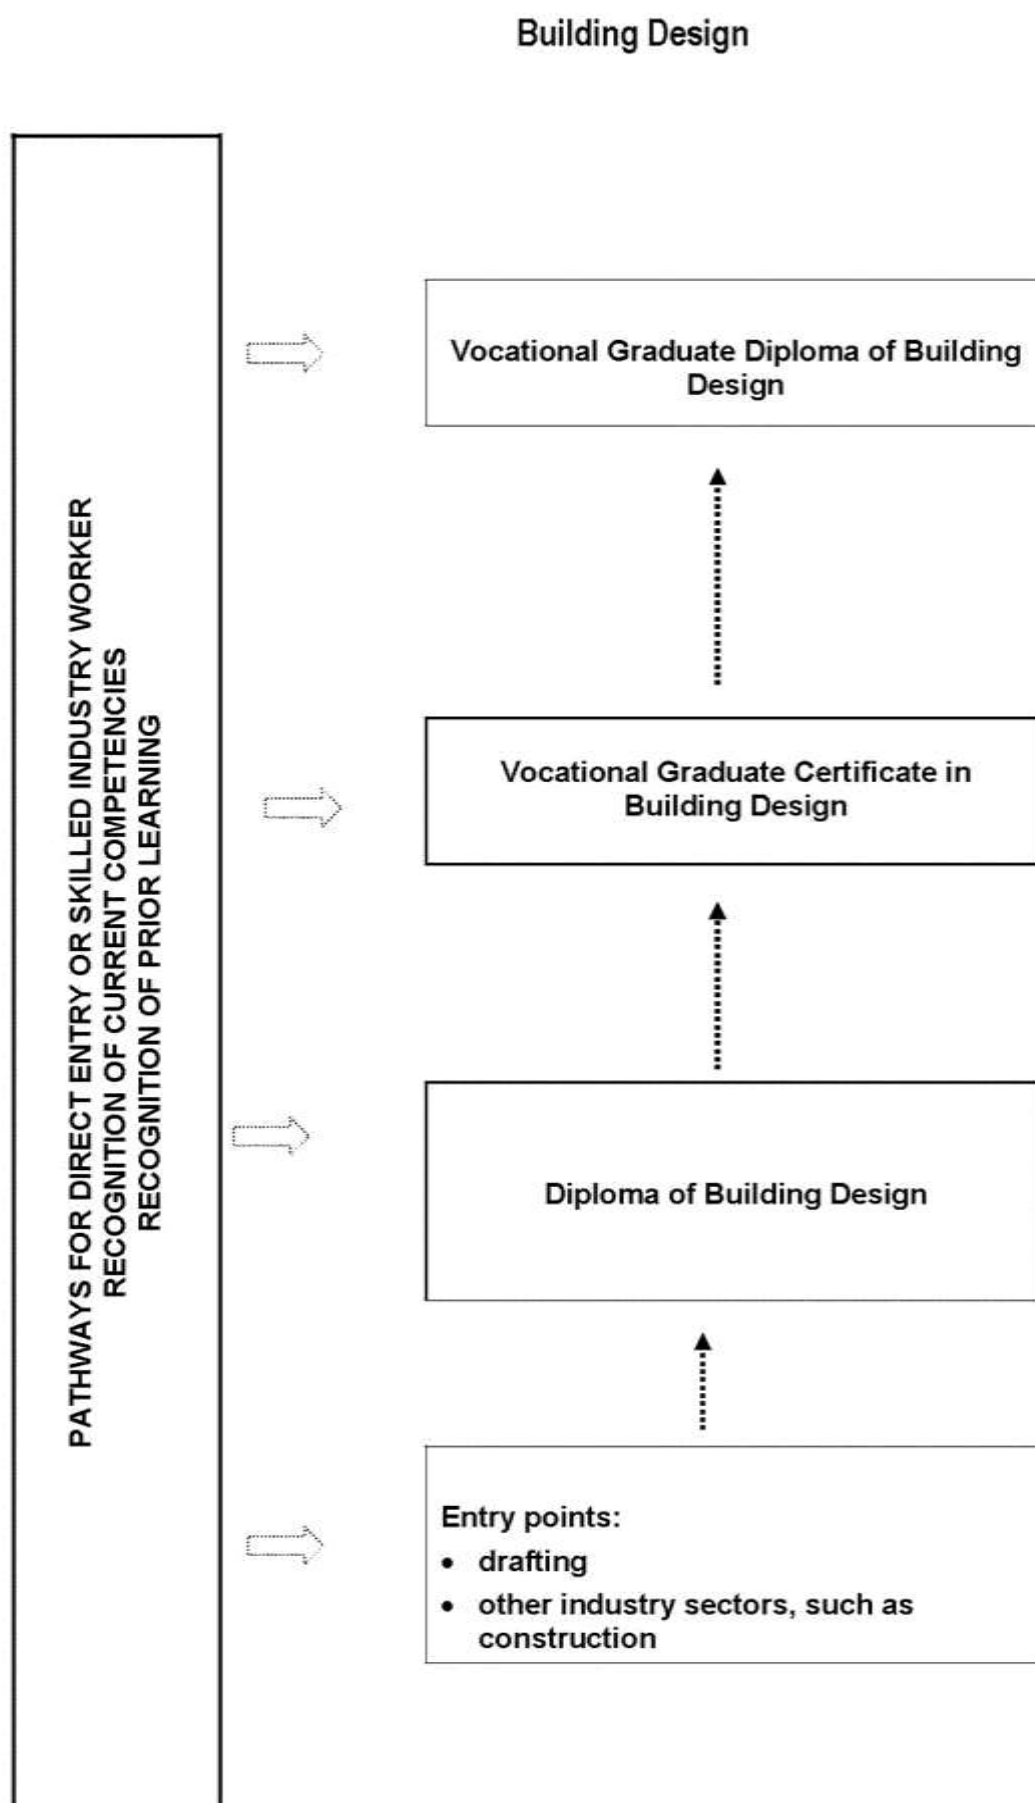 Building Design
PATHWAYS FOR DIRECT ENTRY OR SKILLED INDUSTRY WORKER
RECOGNITION OF CURRENT COMPETENCIES
RECOGNITION OF PRIOR LEARNING
Vocational Graduate Diploma of Building
Design
Vocational Graduate Certificate in
Building Design
Diploma of Building Design
Entry points:
• drafting
• other industry sectors, such as
construction